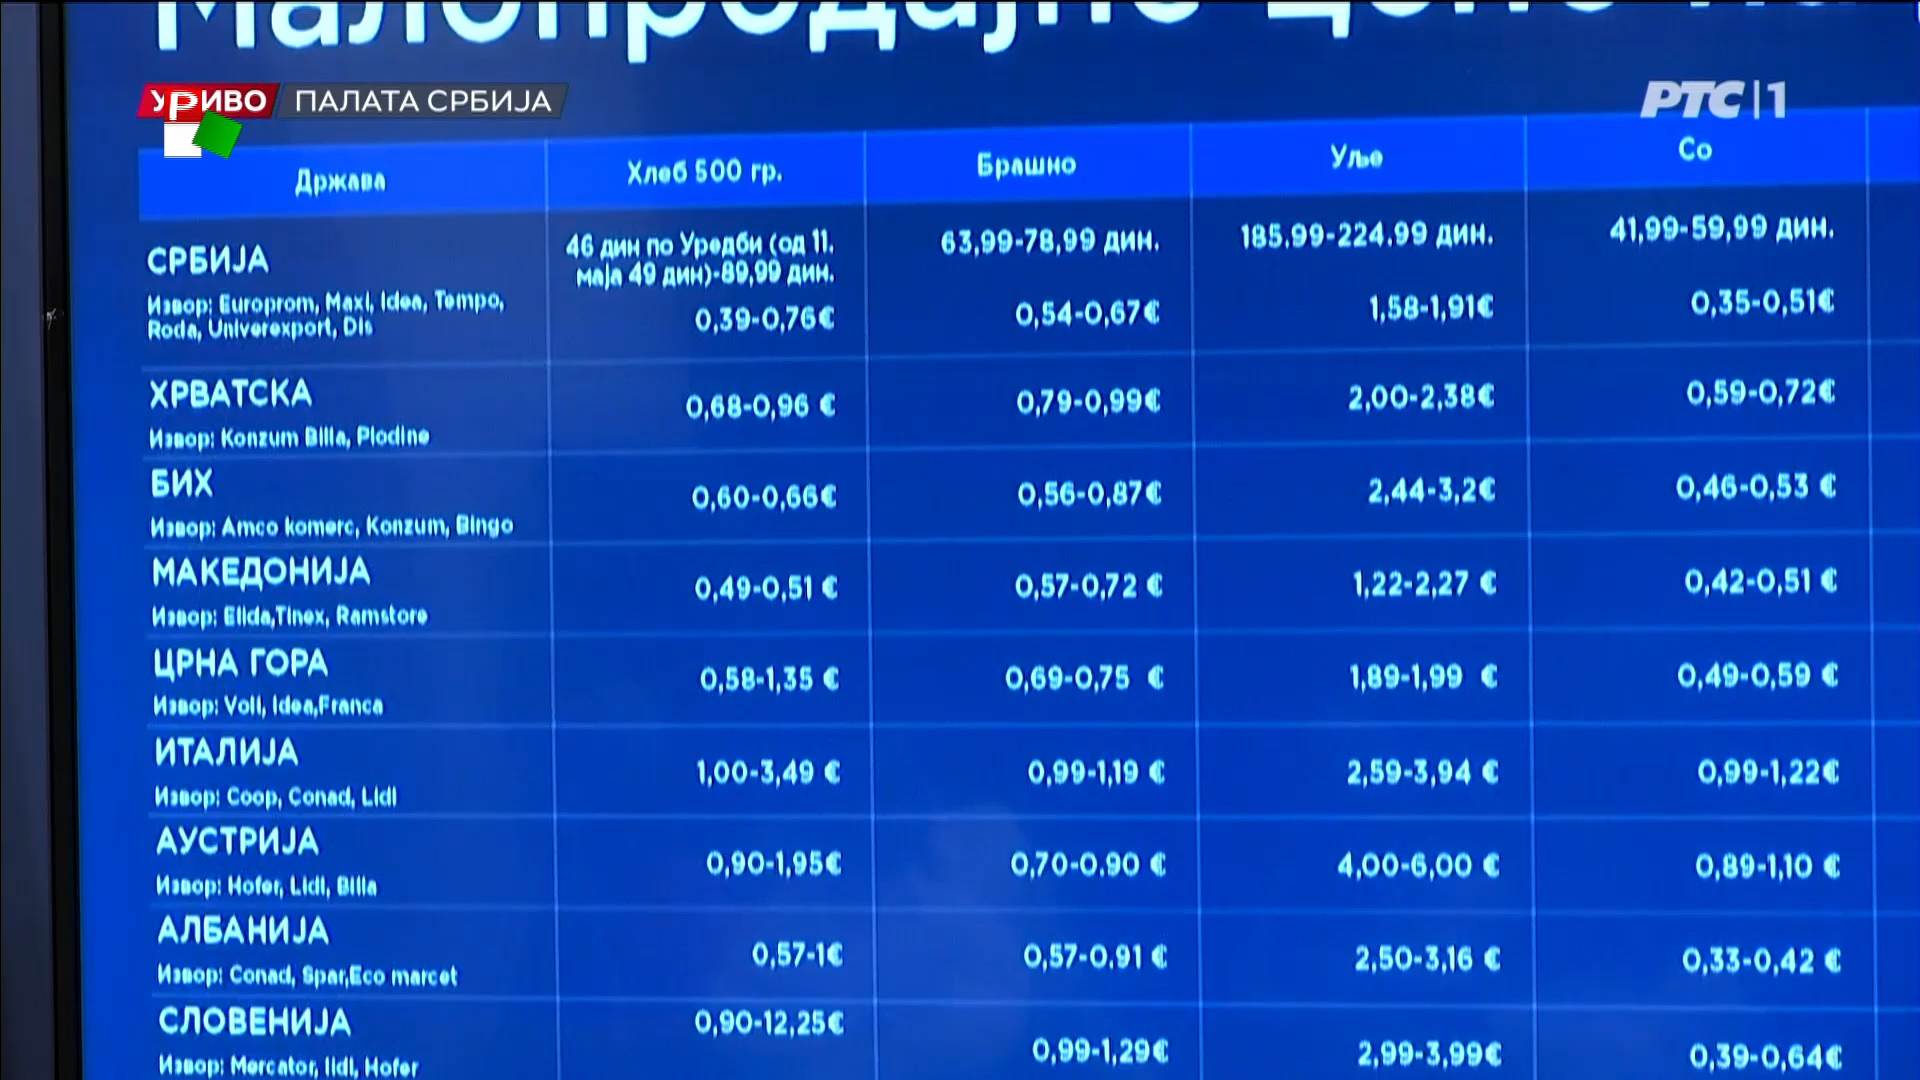 Малопродајне цене на
УЖИВО ПАЛАТА СРБИЈА
РТС|1
Држава Хлеб 500 гр. Брашно Уље Со
СРБИЈА 46 дин по Уредби (од 11. маја 49 дин)-89,99 дин. 63,99-78,99 дин. 185.99-224.99 дин. 41,99-59,99 дин.
Извор: Europrom, Maxi, Idea, Tempo,
Roda, Univerexport, Dis 0,39-0,76€ 0,54-0,67€ 1,58-1,91€ 0,35-0,51€
ХРВАТСКА 0,68-0,96 € 0,79-0,99€ 2,00-2,38€ 0,59-0,72€
Извор: Konzum Billa, Plodine
БИХ 0,60-0,66€ 0,56-0,87€ 2,44-3,2€ 0,46-0,53 €
Извор: Amco komerc, Konzum, Bingo
МАКЕДОНИЈА 0,49-0,51 € 0,57-0,72 € 1,22-2,27 € 0,42-0,51 €
Извор: Elida,Tinex, Ramstore
ЦРНА ГОРА 0,58-1,35 € 0,69-0,75 € 1,89-1,99 € 0,49-0,59 €
Извор: Voli, Idea,Franca
ИТАЛИЈА 1,00-3,49 € 0,99-1,19 € 2,59-3,94 € 0,99-1,22€
Извор: Coop, Conad, Lidl
АУСТРИЈА 0,90-1,95€ 0,70-0.90 € 4,00-6,00 € 0,89-1,10 €
Извор: Hofer, Lidl, Billa
АЛБАНИЈА 0,57-1€ 0,57-0.91 € 2,50-3,16 € 0,33-0,42 €
Извор: Conad, Spar,Eco marcet
СЛОВЕНИЈА 0,90-12,25€ 0,99-1,29€ 2,99-3,99€ 0,39-0,64€
Извор: Mercator, lidl, Hofer